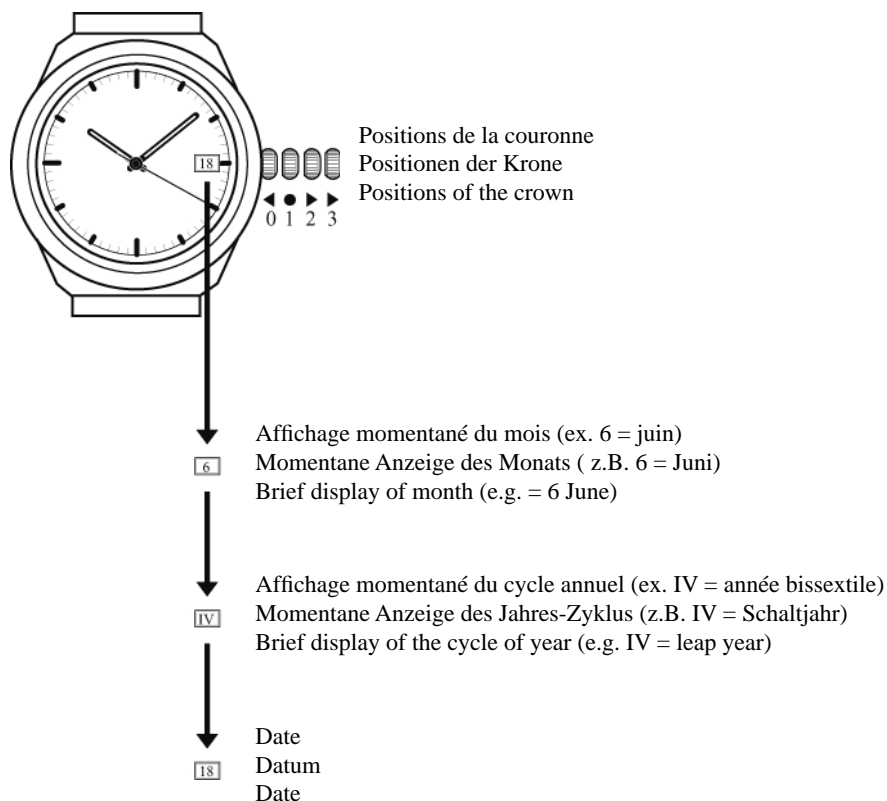 18
Positions de la couronne
Positionen der Krone
Positions of the crown
0 1 2 3
Affichage momentané du mois (ex. 6 = juin)
6
Momentane Anzeige des Monats ( z.B. 6 = Juni)
Brief display of month (e.g. = 6 June)
Affichage momentané du cycle annuel (ex. IV = année bissextile)
IV
Momentane Anzeige des Jahres-Zyklus (z.B. IV = Schaltjahr)
Brief display of the cycle of year (e.g. IV = leap year)
Date
18
Datum
Date